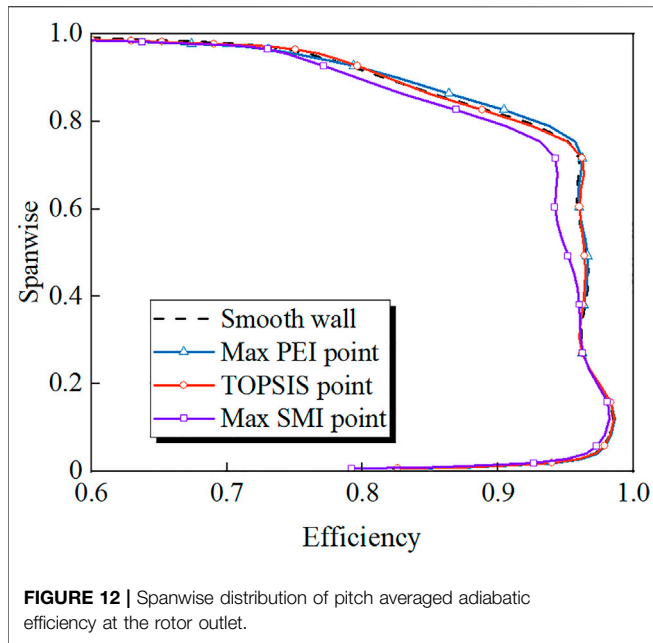 1.0
0.8
0.6
0.4
0.2
0
Spanwise
Smooth wall
Max PEI point
TOPSIS point
Max SMI point
0.6 0.7 0.8 0.9 1.0
Efficiency
FIGURE 12 | Spanwise distribution of pitch averaged adiabatic
efficiency at the rotor outlet.